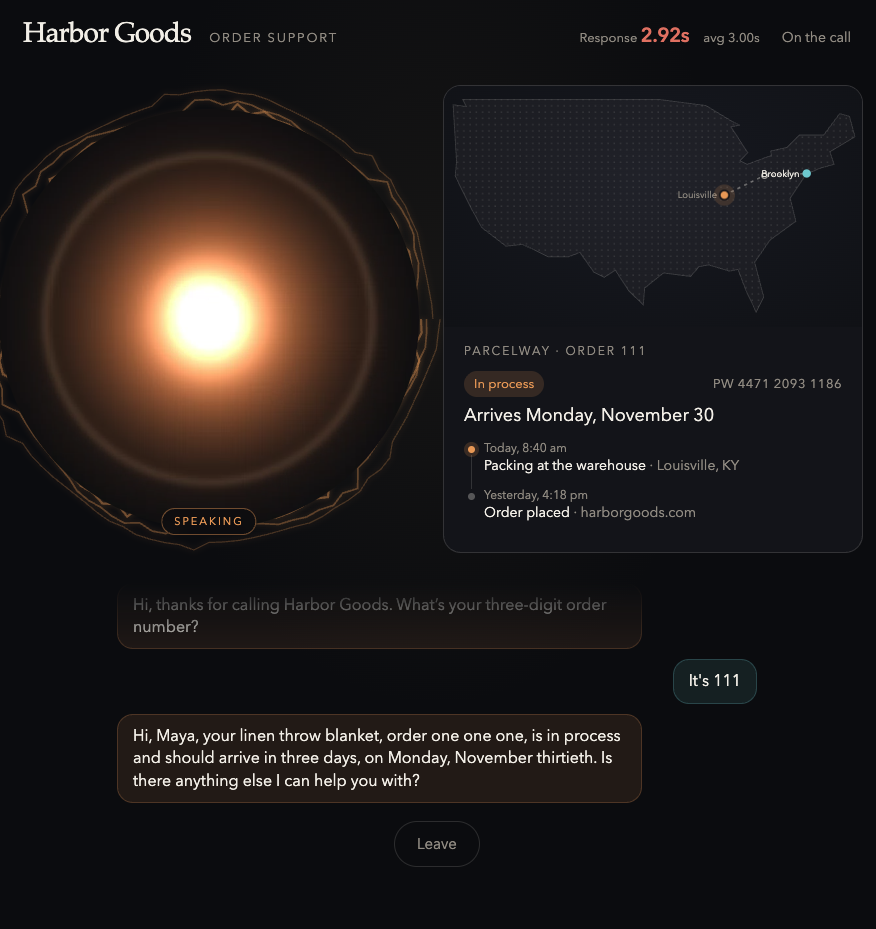 Harbor Goods ORDER SUPPORT
Response 2.92s avg 3.00s On the call
Brooklyn
Louisville
PARCELWAY · ORDER 111
In process PW 4471 2093 1186
Arrives Monday, November 30
Today, 8:40 am
Packing at the warehouse · Louisville, KY
Yesterday, 4:18 pm
Order placed · harborgoods.com
SPEAKING
Hi, thanks for calling Harbor Goods. What's your three-digit order
number?
It's 111
Hi, Maya, your linen throw blanket, order one one one, is in process
and should arrive in three days, on Monday, November thirtieth. Is
there anything else I can help you with?
Leave